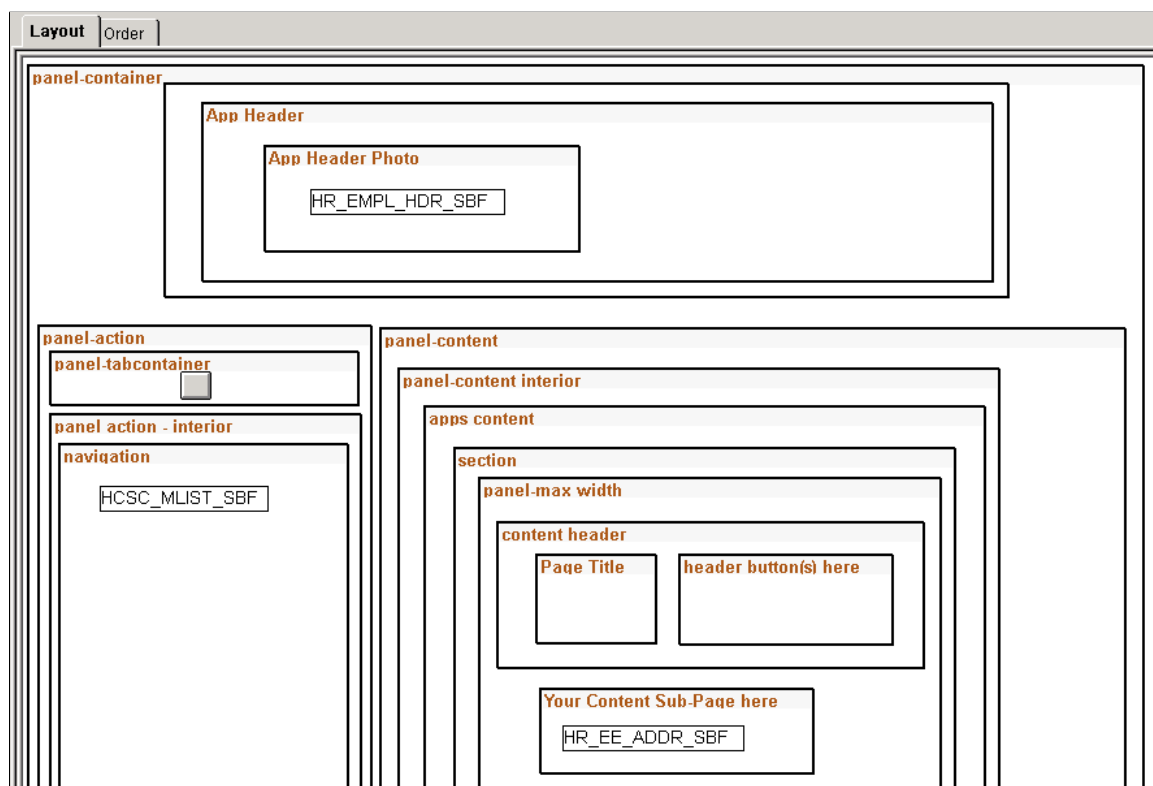 Layout
Order
panel-container
App Header
App Header Photo
HR_EMPL_HDR_SBF
panel-action
panel-tabcontainer
panel action - interior
navigation
HCSC_MLIST_SBF
panel-content
panel-content interior
apps content
section
panel-max width
content header
Page Title
header button(s) here
Your Content Sub-Page here
HR_EE_ADDR_SBF